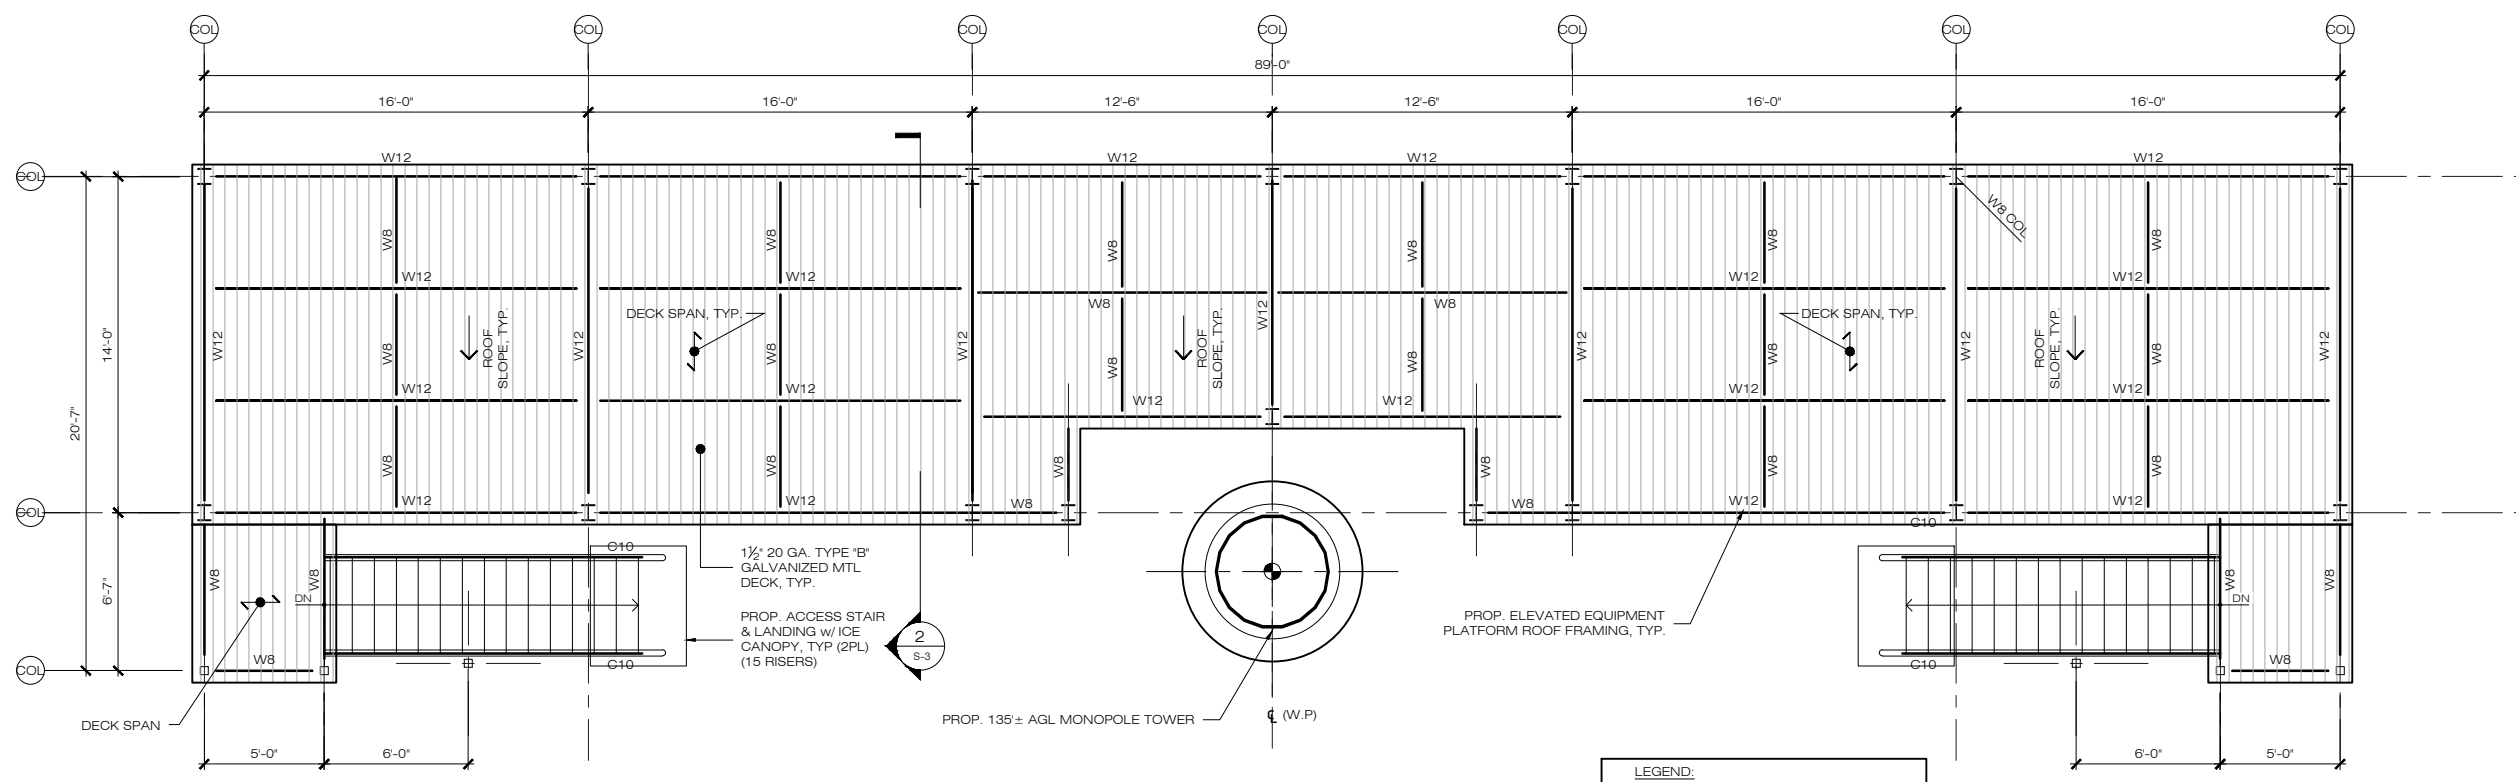 COL COL COL COL COL COL COL
89'-0"
16'-0" 16'-0" 12'-6" 12'-6" 16'-0" 16'-0"
W12 W12 W12 W12
COL
W8 COL
W8 W8 W8 W8 W8 W8
W12 W12 W12 W12
W8 W8
DECK SPAN, TYP.
DECK SPAN, TYP.
14'-0"
20'-7"
W12 W12 W12 W12 W12 W12 W12
W8 W8 W8 W8 W8 W8
ROOF
SLOPE, TYP.
ROOF
SLOPE, TYP.
ROOF
SLOPE, TYP.
W12 W12 W12 W12 W12 W12
W8 W8 W8 W8 W8 W8
COL
W12 W12 W8 W8 W12 W12
C10 C10
1½" 20 GA. TYPE "B"
GALVANIZED MTL
DECK, TYP.
6'-7"
W8 W8 W8 W8
DN DN
PROP. ACCESS STAIR
& LANDING w/ ICE
CANOPY, TYP (2PL)
(15 RISERS)
2
S-3
PROP. ELEVATED EQUIPMENT
PLATFORM ROOF FRAMING, TYP.
COL
W8 C10 C10 W8
DECK SPAN
PROP. 135'± AGL MONOPOLE TOWER
℄ (W.P)
5'-0" 6'-0" 6'-0" 5'-0"
LEGEND: